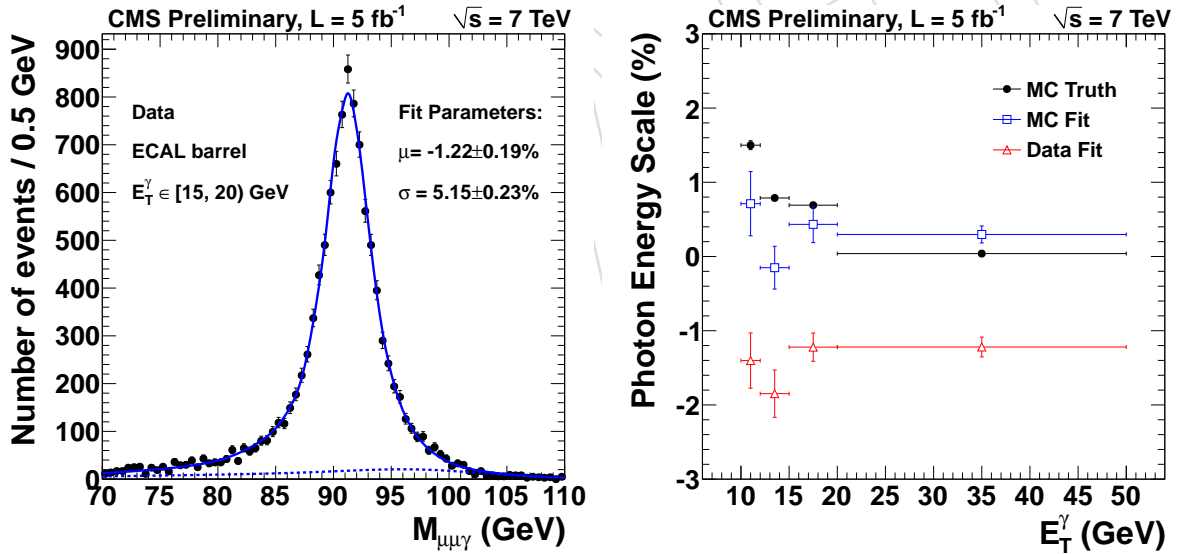 CMS Preliminary, L = 5 fb⁻¹ √s = 7 TeV
Number of events / 0.5 GeV
900
800
700
600
500
400
300
200
100
0
Data
ECAL barrel
E_T^γ ∈ [15, 20) GeV
Fit Parameters:
μ= -1.22±0.19%
σ = 5.15±0.23%
70 75 80 85 90 95 100 105 110
M_μμγ (GeV)
CMS Preliminary, L = 5 fb⁻¹ √s = 7 TeV
Photon Energy Scale (%)
3
2
1
0
-1
-2
-3
MC Truth
MC Fit
Data Fit
10 15 20 25 30 35 40 45 50
E_T^γ (GeV)